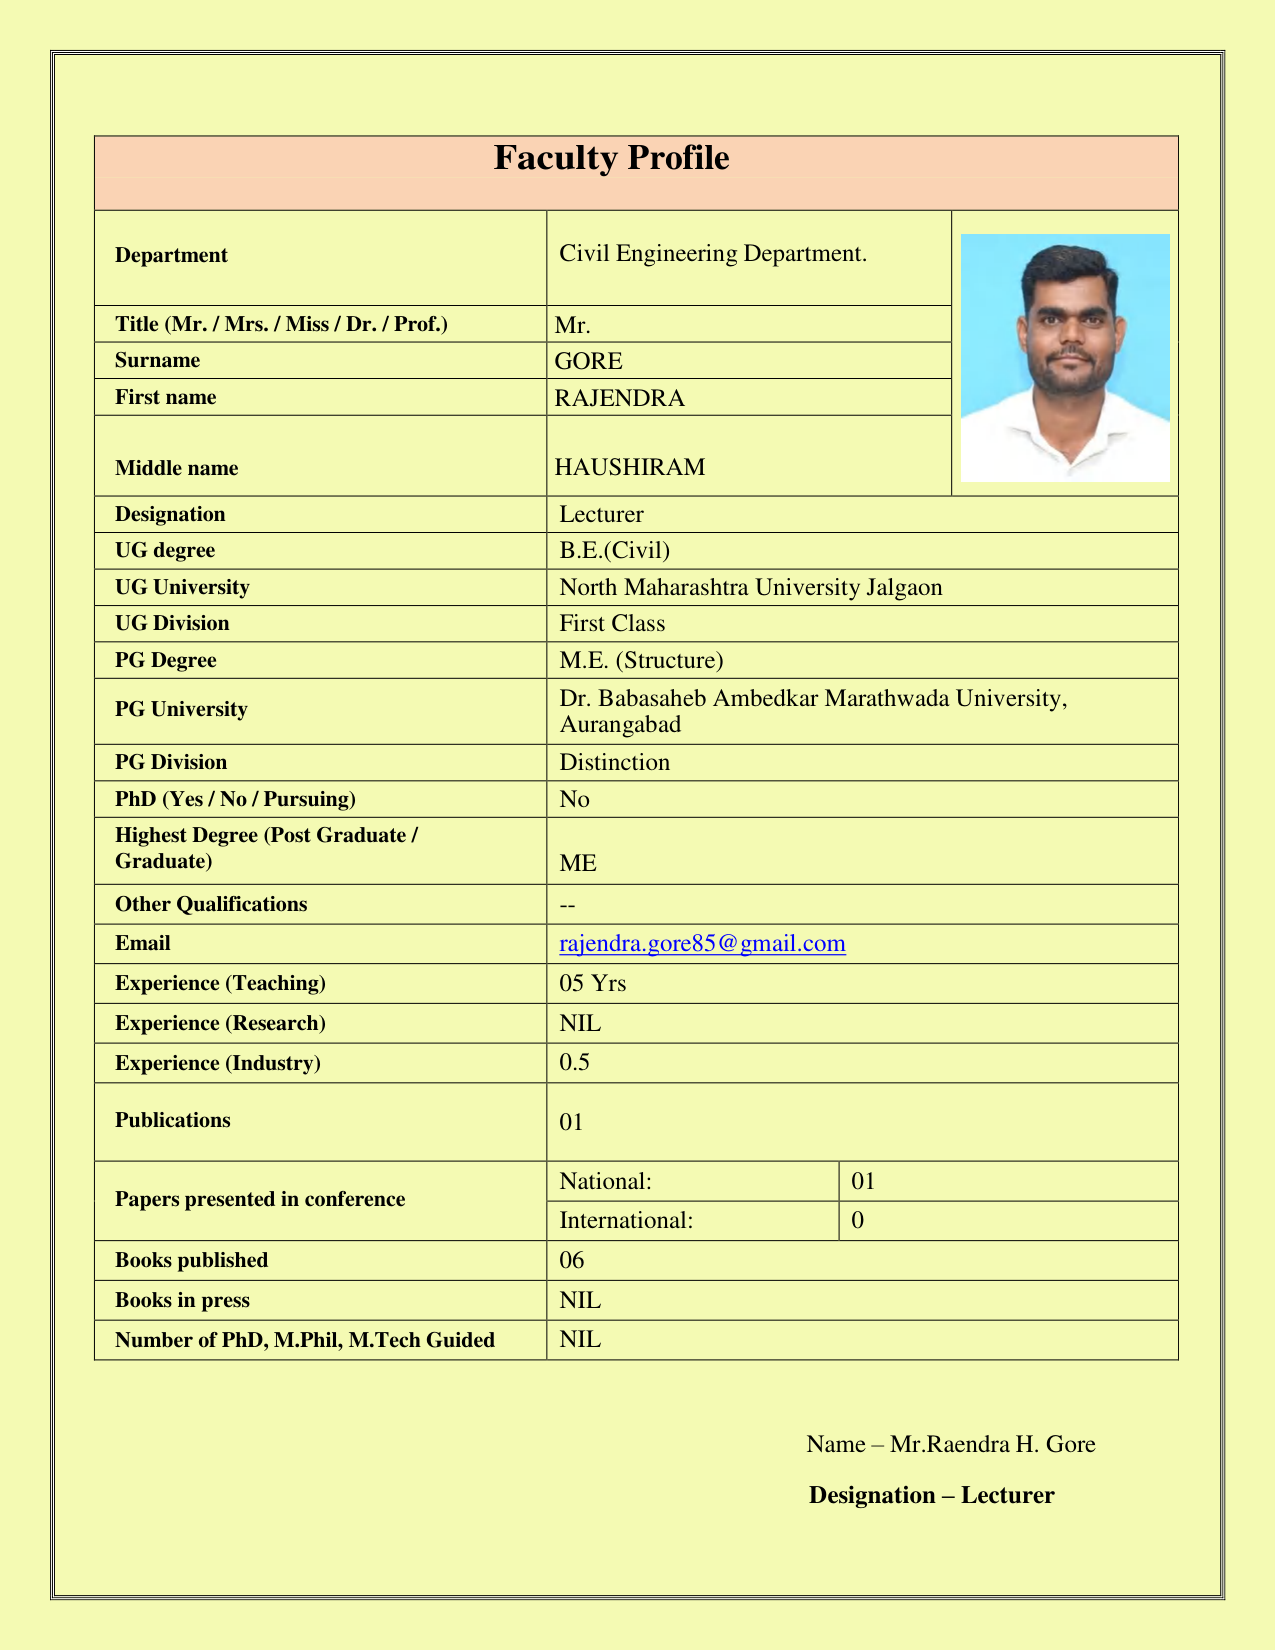 Faculty Profile
Department Civil Engineering Department.
Title (Mr. / Mrs. / Miss / Dr. / Prof.) Mr.
Surname GORE
First name RAJENDRA
Middle name HAUSHIRAM
Designation Lecturer
UG degree B.E.(Civil)
UG University North Maharashtra University Jalgaon
UG Division First Class
PG Degree M.E. (Structure)
PG University Dr. Babasaheb Ambedkar Marathwada University,
Aurangabad
PG Division Distinction
PhD (Yes / No / Pursuing) No
Highest Degree (Post Graduate /
Graduate) ME
Other Qualifications --
Email rajendra.gore85@gmail.com
Experience (Teaching) 05 Yrs
Experience (Research) NIL
Experience (Industry) 0.5
Publications 01
Papers presented in conference National: 01
International: 0
Books published 06
Books in press NIL
Number of PhD, M.Phil, M.Tech Guided NIL
Name – Mr.Raendra H. Gore
Designation – Lecturer